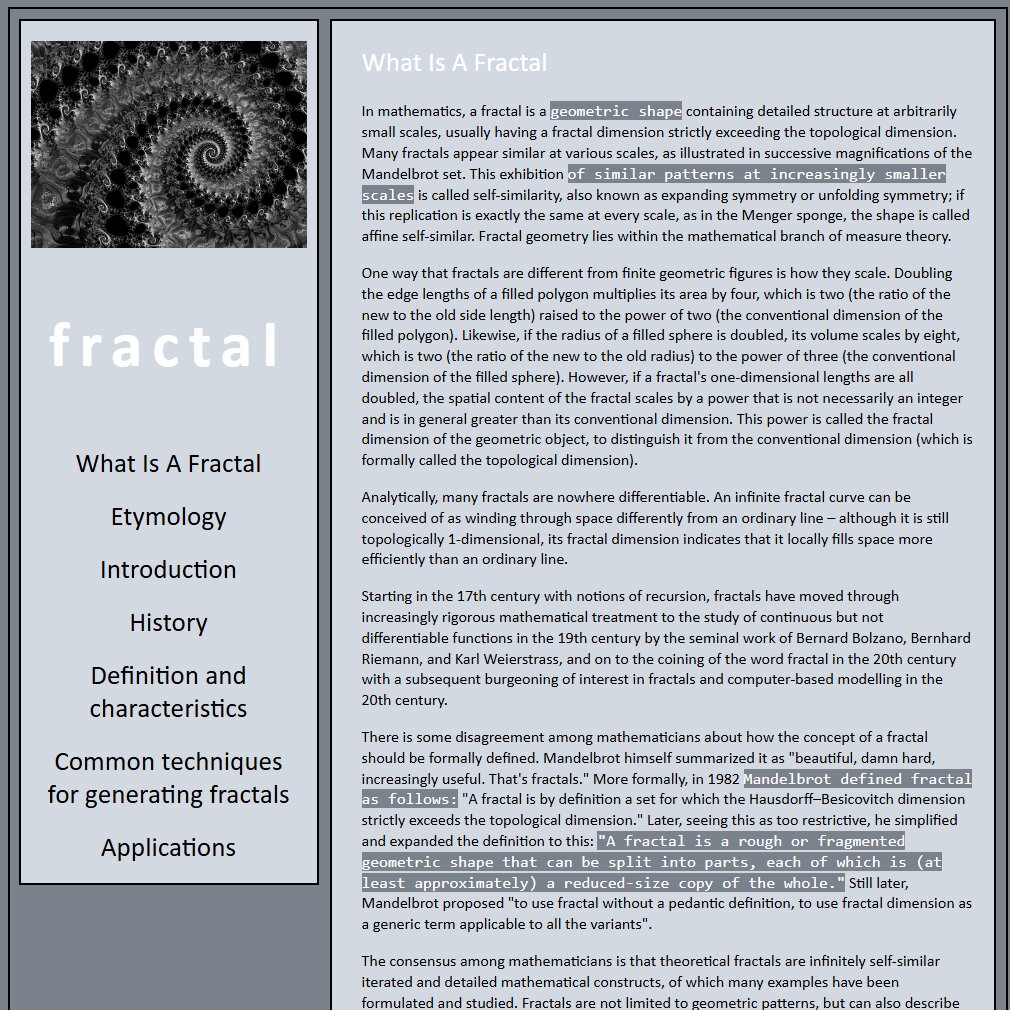 fractal
What Is A Fractal
Etymology
Introduction
History
Definition and
characteristics
Common techniques
for generating fractals
Applications
What Is A Fractal
In mathematics, a fractal is a geometric shape containing detailed structure at arbitrarily
small scales, usually having a fractal dimension strictly exceeding the topological dimension.
Many fractals appear similar at various scales, as illustrated in successive magnifications of the
Mandelbrot set. This exhibition of similar patterns at increasingly smaller
scales is called self-similarity, also known as expanding symmetry or unfolding symmetry; if
this replication is exactly the same at every scale, as in the Menger sponge, the shape is called
affine self-similar. Fractal geometry lies within the mathematical branch of measure theory.
One way that fractals are different from finite geometric figures is how they scale. Doubling
the edge lengths of a filled polygon multiplies its area by four, which is two (the ratio of the
new to the old side length) raised to the power of two (the conventional dimension of the
filled polygon). Likewise, if the radius of a filled sphere is doubled, its volume scales by eight,
which is two (the ratio of the new to the old radius) to the power of three (the conventional
dimension of the filled sphere). However, if a fractal's one-dimensional lengths are all
doubled, the spatial content of the fractal scales by a power that is not necessarily an integer
and is in general greater than its conventional dimension. This power is called the fractal
dimension of the geometric object, to distinguish it from the conventional dimension (which is
formally called the topological dimension).
Analytically, many fractals are nowhere differentiable. An infinite fractal curve can be
conceived of as winding through space differently from an ordinary line – although it is still
topologically 1-dimensional, its fractal dimension indicates that it locally fills space more
efficiently than an ordinary line.
Starting in the 17th century with notions of recursion, fractals have moved through
increasingly rigorous mathematical treatment to the study of continuous but not
differentiable functions in the 19th century by the seminal work of Bernard Bolzano, Bernhard
Riemann, and Karl Weierstrass, and on to the coining of the word fractal in the 20th century
with a subsequent burgeoning of interest in fractals and computer-based modelling in the
20th century.
There is some disagreement among mathematicians about how the concept of a fractal
should be formally defined. Mandelbrot himself summarized it as "beautiful, damn hard,
increasingly useful. That's fractals." More formally, in 1982 Mandelbrot defined fractal
as follows: "A fractal is by definition a set for which the Hausdorff–Besicovitch dimension
strictly exceeds the topological dimension." Later, seeing this as too restrictive, he simplified
and expanded the definition to this: "A fractal is a rough or fragmented
geometric shape that can be split into parts, each of which is (at
least approximately) a reduced-size copy of the whole." Still later,
Mandelbrot proposed "to use fractal without a pedantic definition, to use fractal dimension as
a generic term applicable to all the variants".
The consensus among mathematicians is that theoretical fractals are infinitely self-similar
iterated and detailed mathematical constructs, of which many examples have been
formulated and studied. Fractals are not limited to geometric patterns, but can also describe